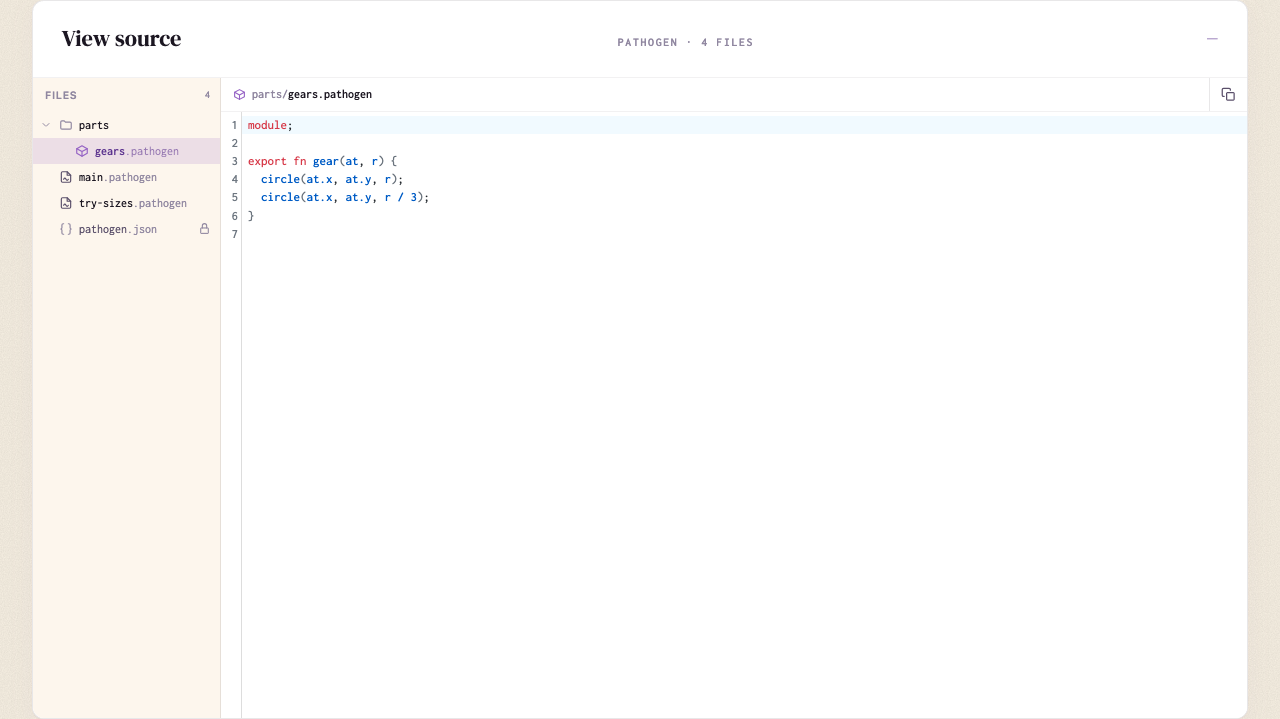 View source
PATHOGEN · 4 FILES
FILES 4
parts
gears.pathogen
main.pathogen
try-sizes.pathogen
{} pathogen.json
parts/gears.pathogen
1 module;
2
3 export fn gear(at, r) {
4   circle(at.x, at.y, r);
5   circle(at.x, at.y, r / 3);
6 }
7